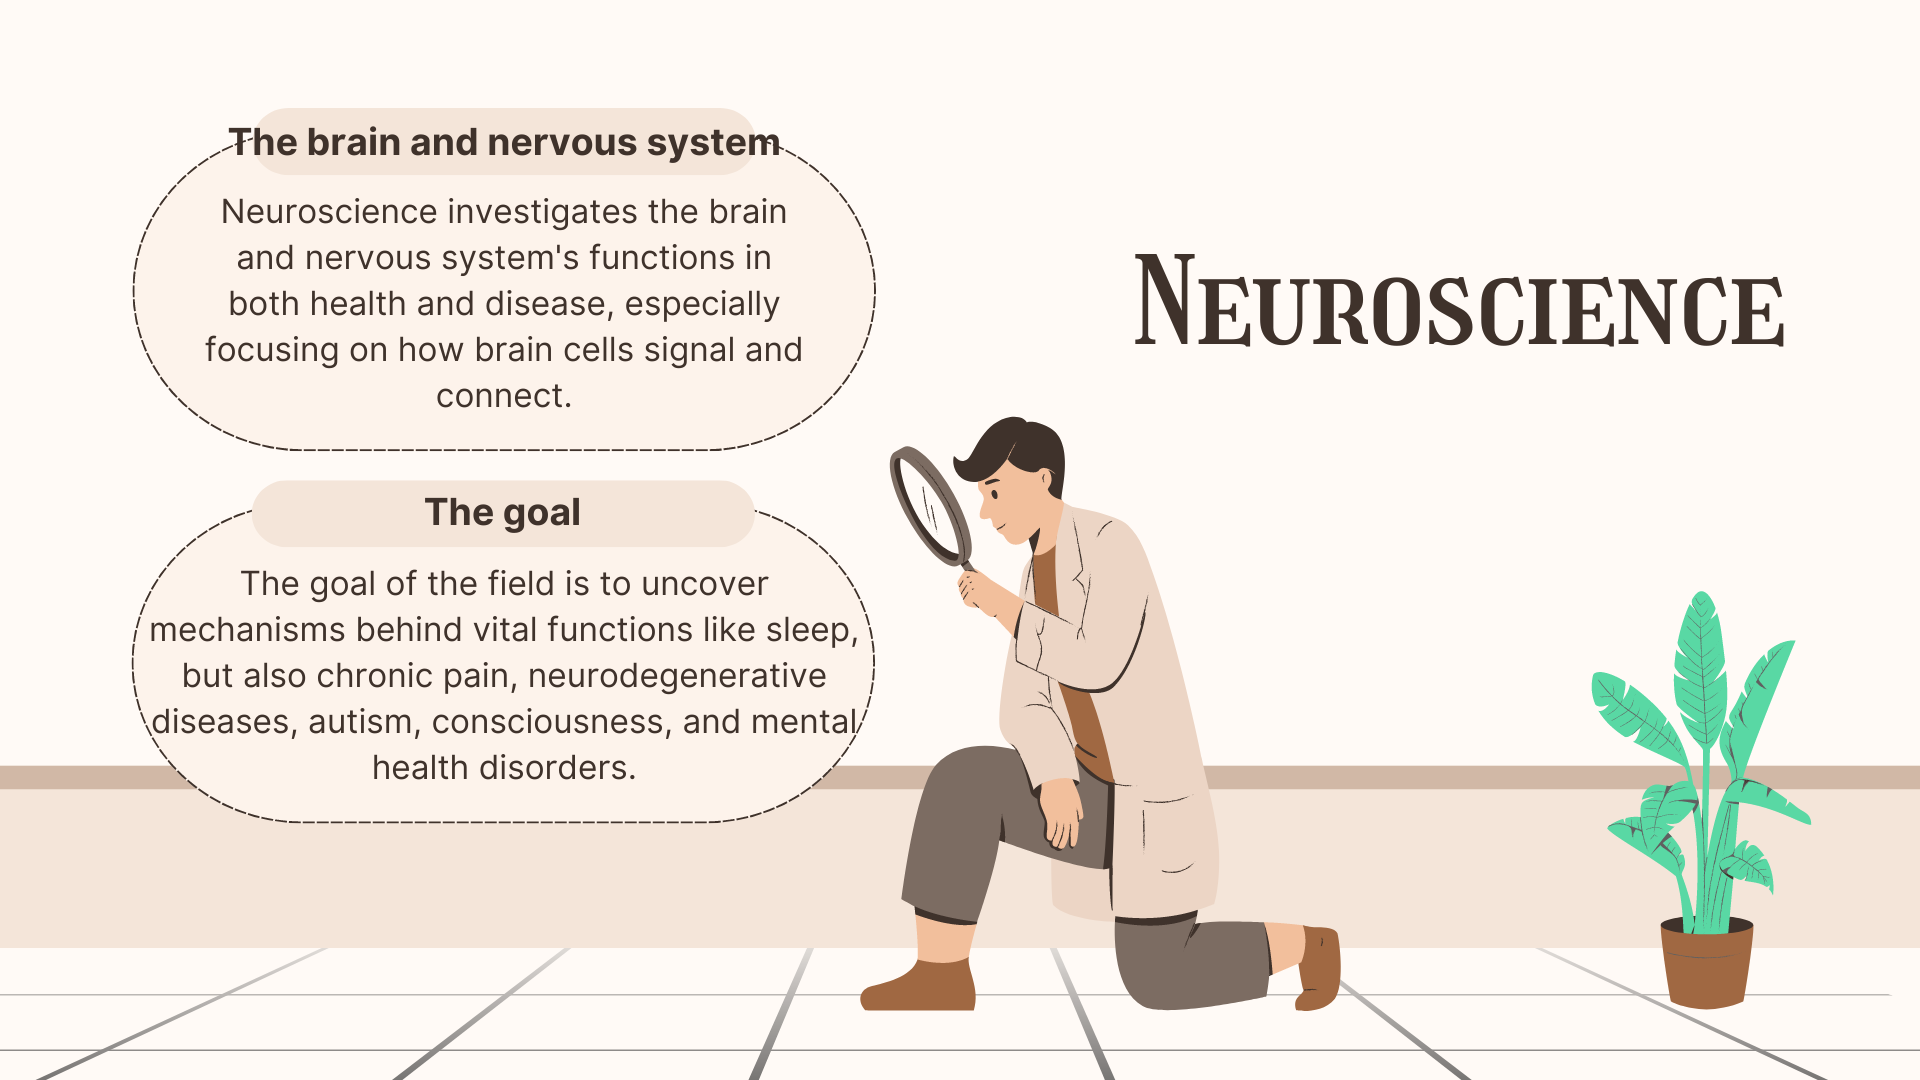 The brain and nervous system
Neuroscience investigates the brain
and nervous system's functions in
both health and disease, especially
focusing on how brain cells signal and
connect.
The goal
The goal of the field is to uncover
mechanisms behind vital functions like sleep,
but also chronic pain, neurodegenerative
diseases, autism, consciousness, and mental
health disorders.
Neuroscience